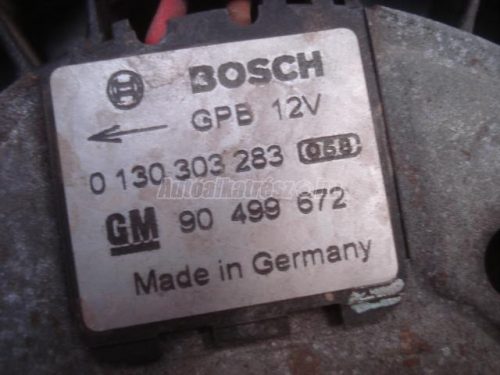 BOSCH
GPB 12V
0 130 303 283 068
GM 90 499 672
Made in Germany